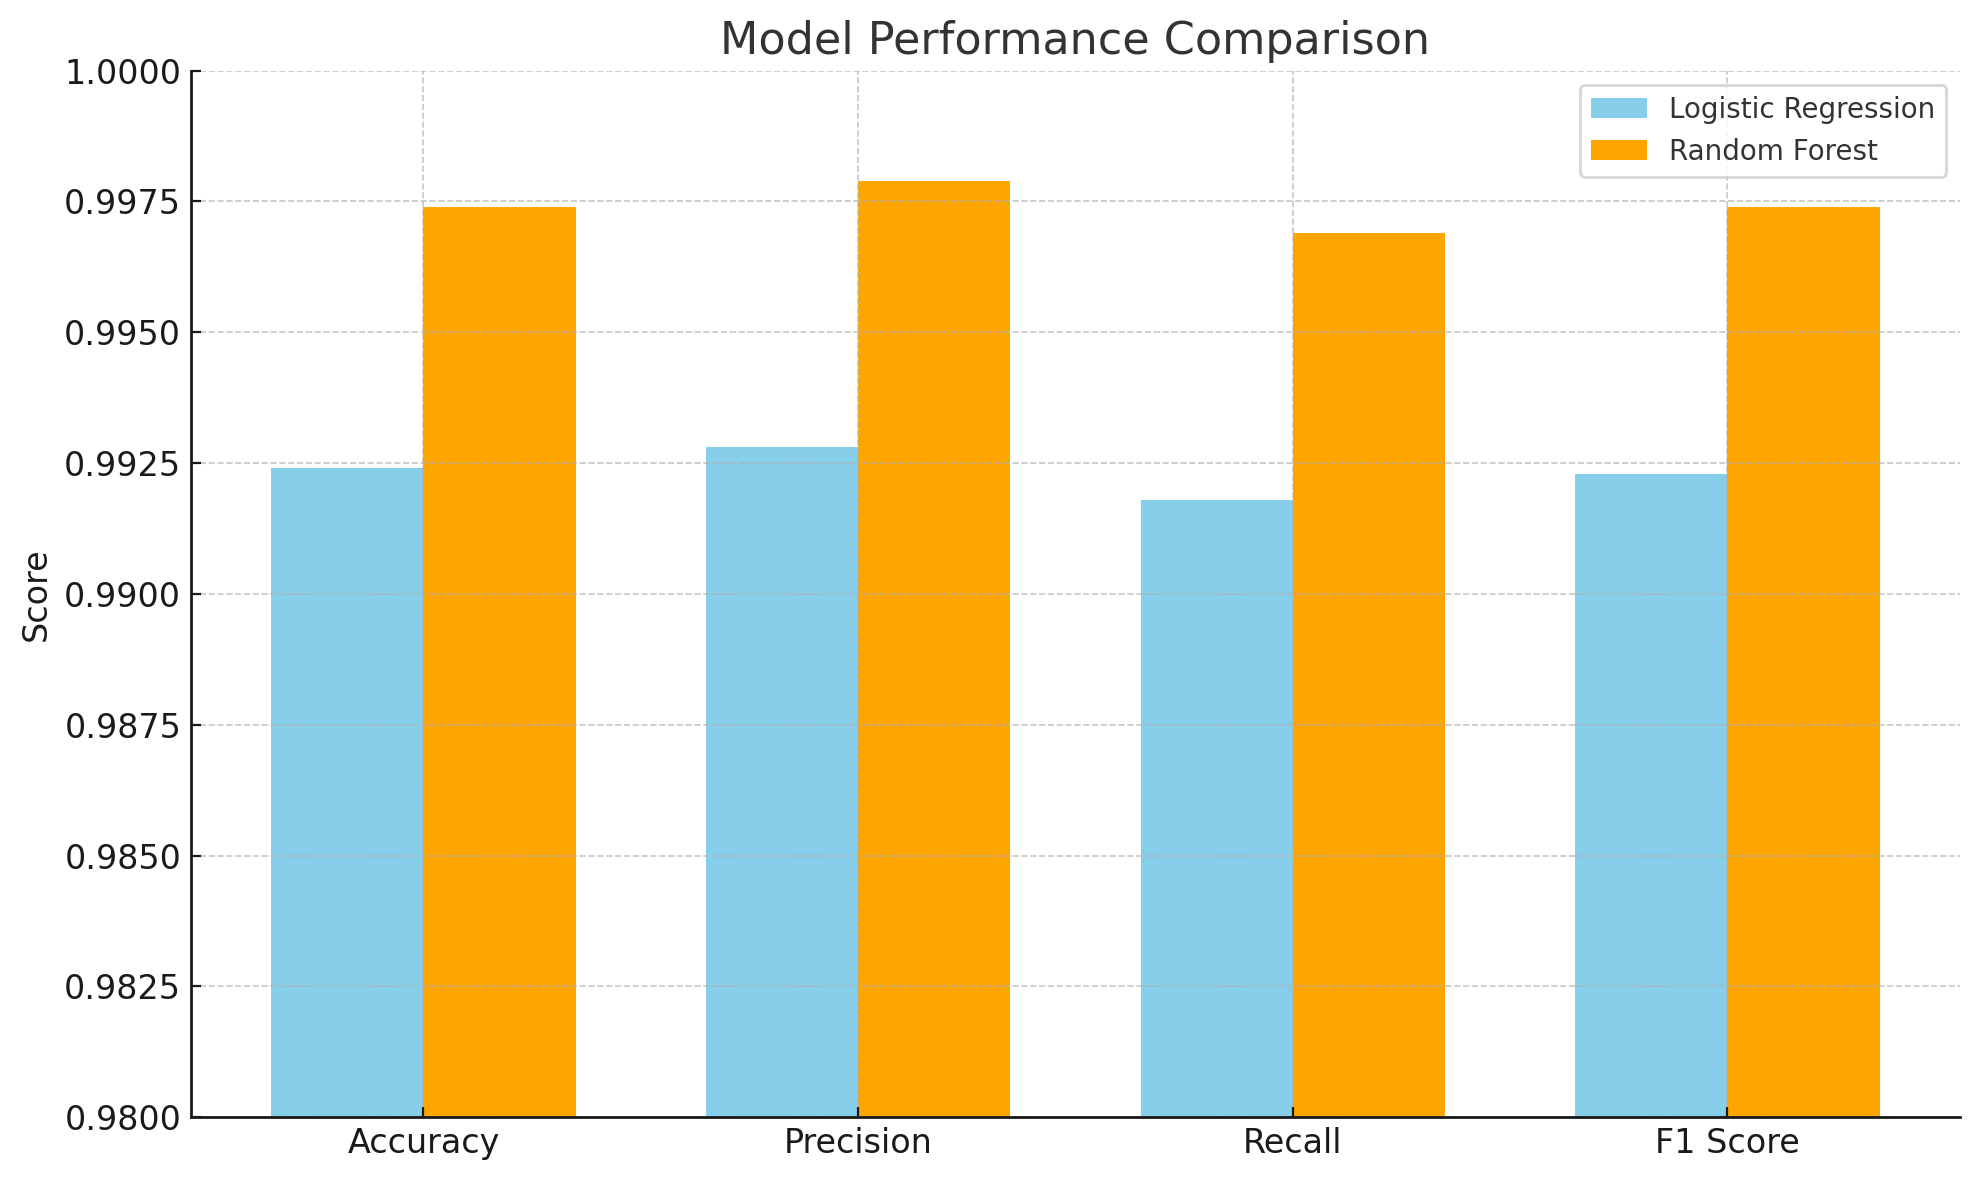 Model Performance Comparison
1.0000
0.9975
0.9950
0.9925
0.9900
0.9875
0.9850
0.9825
0.9800
Score
Logistic Regression
Random Forest
Accuracy
Precision
Recall
F1 Score